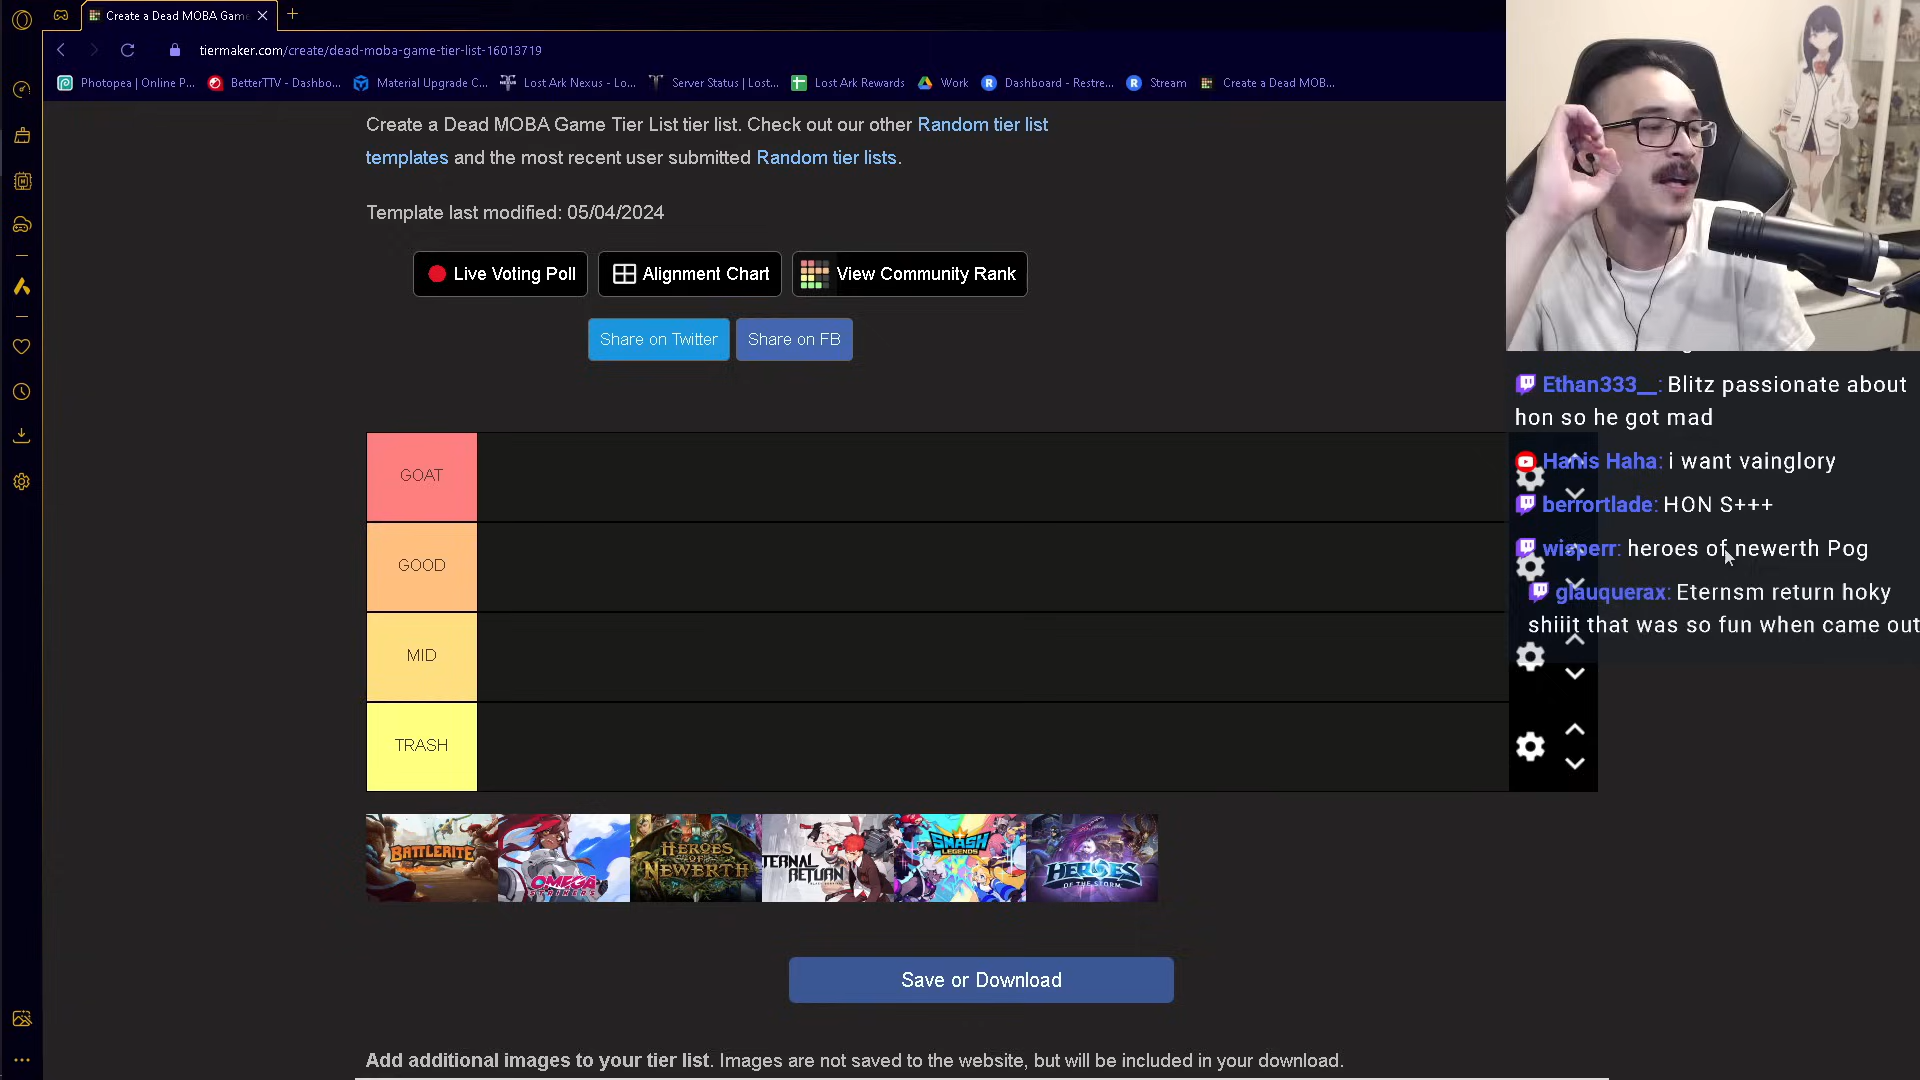 Create a Dead MOBA Game
tiermaker.com/create/dead-moba-game-tier-list-16013719
Photopea | Online P...
BetterTTV - Dashbo...
Material Upgrade C...
Lost Ark Nexus - Lo...
Server Status | Lost...
Lost Ark Rewards
Work
Dashboard - Restre...
Stream
Create a Dead MOB...
Create a Dead MOBA Game Tier List tier list. Check out our other Random tier list
templates and the most recent user submitted Random tier lists.
Template last modified: 05/04/2024
Live Voting Poll
Alignment Chart
View Community Rank
Share on Twitter
Share on FB
Ethan333__: Blitz passionate about
hon so he got mad
Hanis Haha: i want vainglory
berrortlade: HON S+++
wisperr: heroes of newerth Pog
glauquerax: Eternsm return hoky
shiiit that was so fun when came out
GOAT
GOOD
MID
TRASH
BATTLERITE
OMEGA
STRIKERS
HEROES
OF
NEWERTH
TERNAL
RETURN
SMASH
LEGENDS
HEROES
OF THE STORM
Save or Download
Add additional images to your tier list. Images are not saved to the website, but will be included in your download.